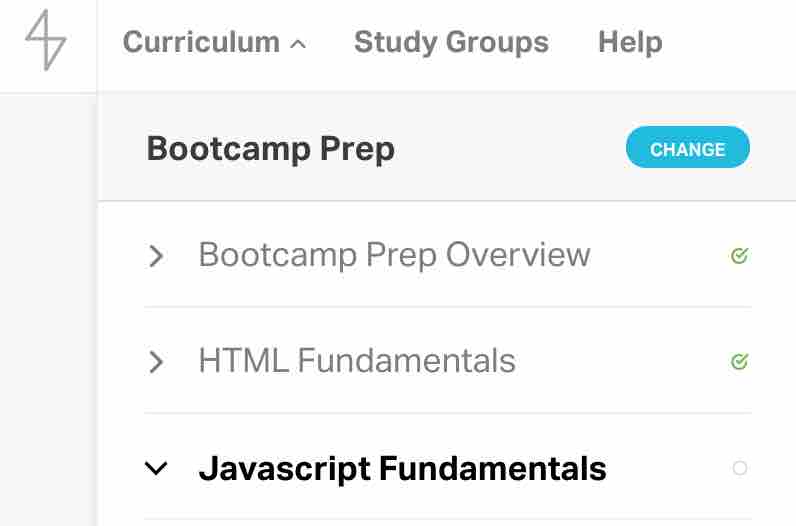 Curriculum Study Groups Help
Bootcamp Prep CHANGE
Bootcamp Prep Overview
HTML Fundamentals
Javascript Fundamentals